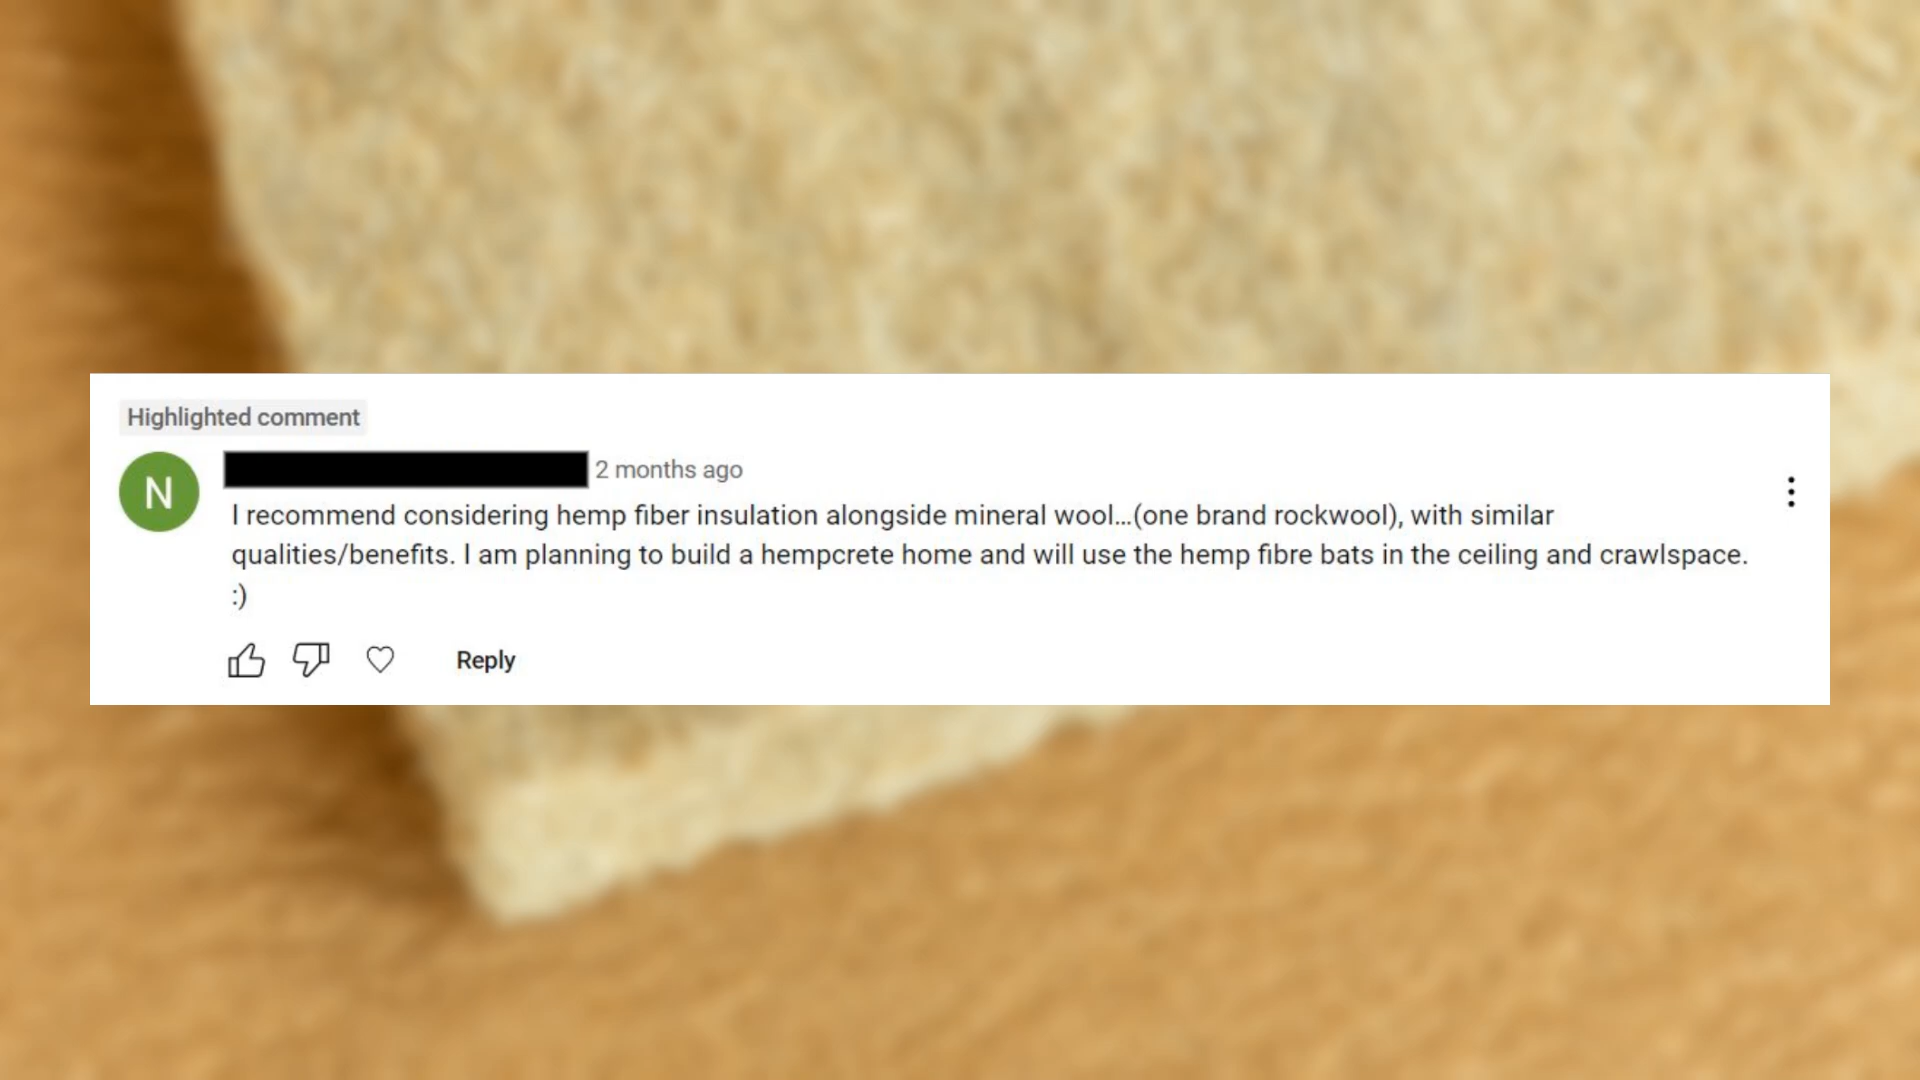 Highlighted comment
N
2 months ago
I recommend considering hemp fiber insulation alongside mineral wool...(one brand rockwool), with similar
qualities/benefits. I am planning to build a hempcrete home and will use the hemp fibre bats in the ceiling and crawlspace.
:)
Reply